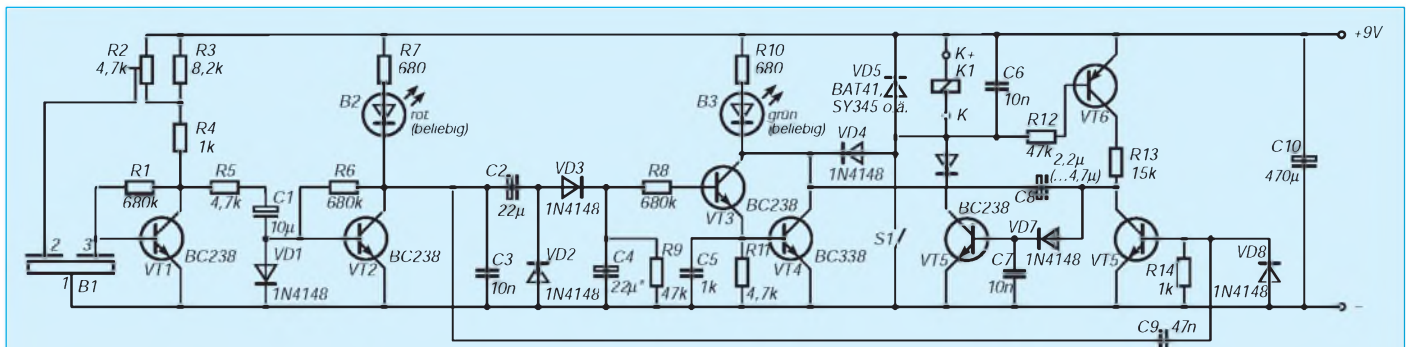 R2
4,7k
R3
8,2k
R4
1k
R1
680k
R5
4,7k
C1
10µ
VT1
BC238
VD1
1N4148
2
3
1
B1
R7
680
B2
rot
(beliebig)
R6
680k
VT2
BC238
C2
22µ
VD3
1N4148
C3
10n
VD2
1N4148
C4
22µ*
R8
680k
R9
47k
R10
680
B3
grün
(beliebig)
VT3
BC238
C5
1k
R11
4,7k
VT4
BC338
VD5
BAT41,
SY345 o.ä.
VD4
1N4148
S1
K+
K1
K
C6
10n
R12
47k
VT6
2,2µ
(...4,7µ)
C8
R13
15k
BC238
VT5
VD7
1N4148
C7
10n
VT5
R14
1k
VD8
1N4148
C9 47n
C10
470µ
+9V
–